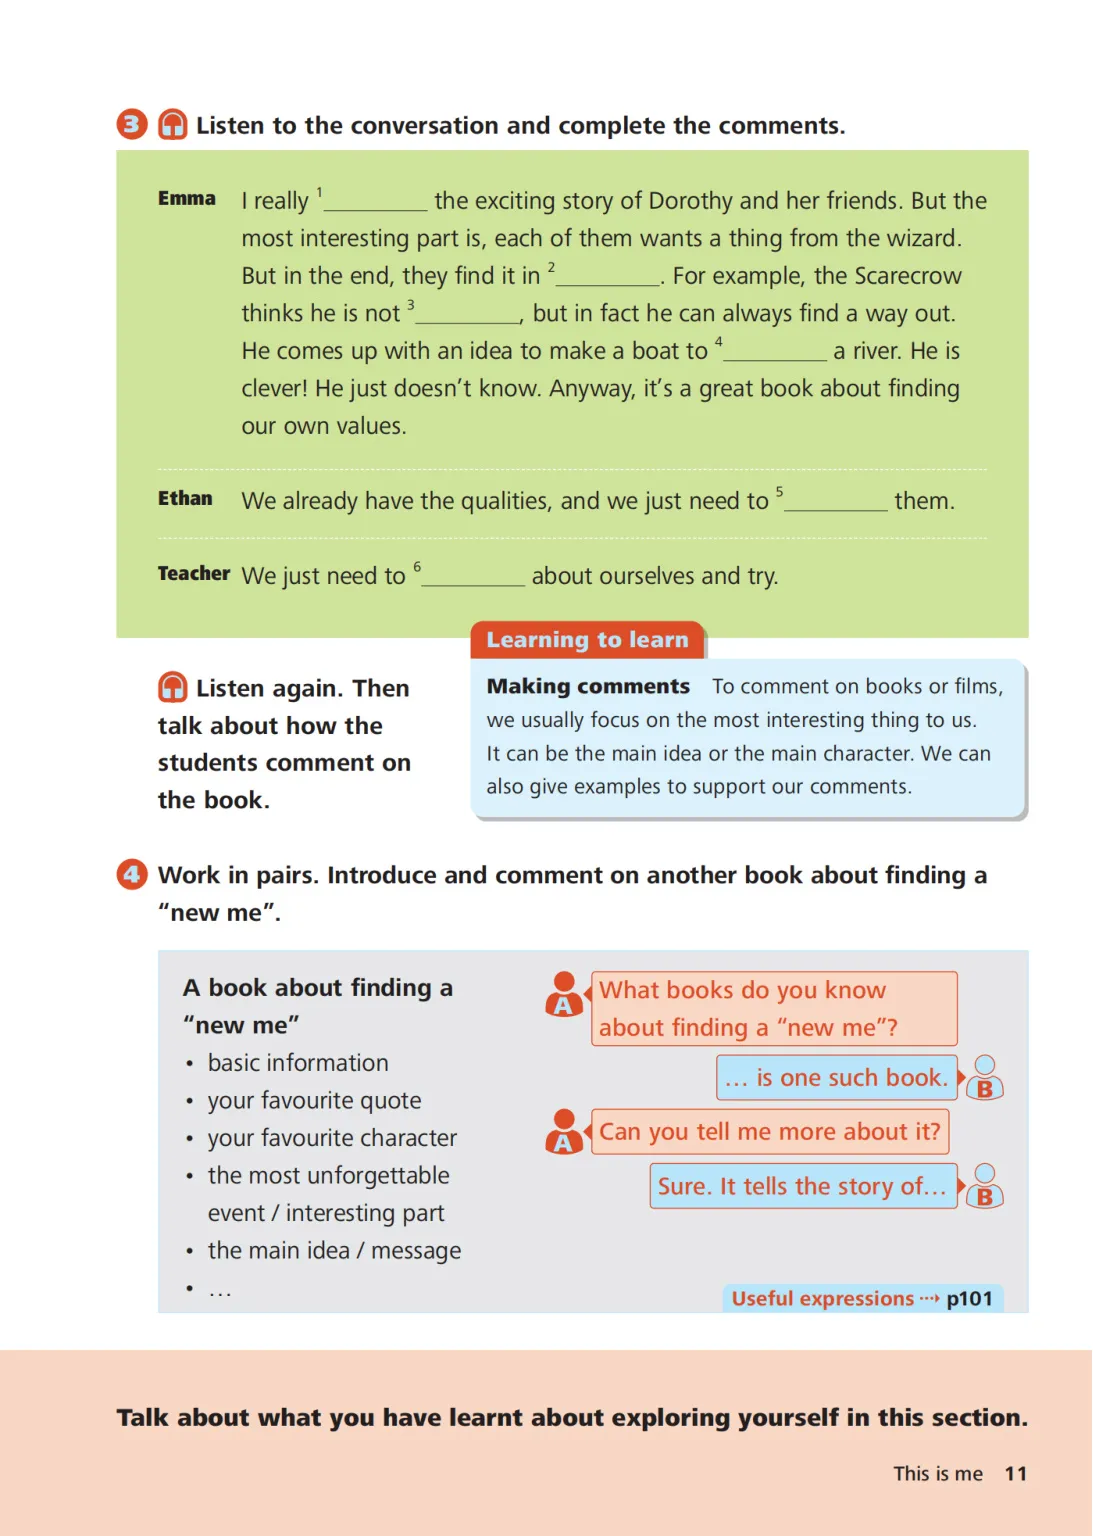 3 Listen to the conversation and complete the comments.
Emma I really 1__________ the exciting story of Dorothy and her friends. But the
most interesting part is, each of them wants a thing from the wizard.
But in the end, they find it in 2__________. For example, the Scarecrow
thinks he is not 3__________, but in fact he can always find a way out.
He comes up with an idea to make a boat to 4__________ a river. He is
clever! He just doesn't know. Anyway, it's a great book about finding
our own values.
Ethan We already have the qualities, and we just need to 5__________ them.
Teacher We just need to 6__________ about ourselves and try.
Listen again. Then
talk about how the
students comment on
the book.
Learning to learn
Making comments To comment on books or films,
we usually focus on the most interesting thing to us.
It can be the main idea or the main character. We can
also give examples to support our comments.
4 Work in pairs. Introduce and comment on another book about finding a
“new me”.
A book about finding a
“new me”
• basic information
• your favourite quote
• your favourite character
• the most unforgettable
event / interesting part
• the main idea / message
• …
A What books do you know
about finding a “new me”?
… is one such book. B
A Can you tell me more about it?
Sure. It tells the story of… B
Useful expressions p101
Talk about what you have learnt about exploring yourself in this section.
This is me 11